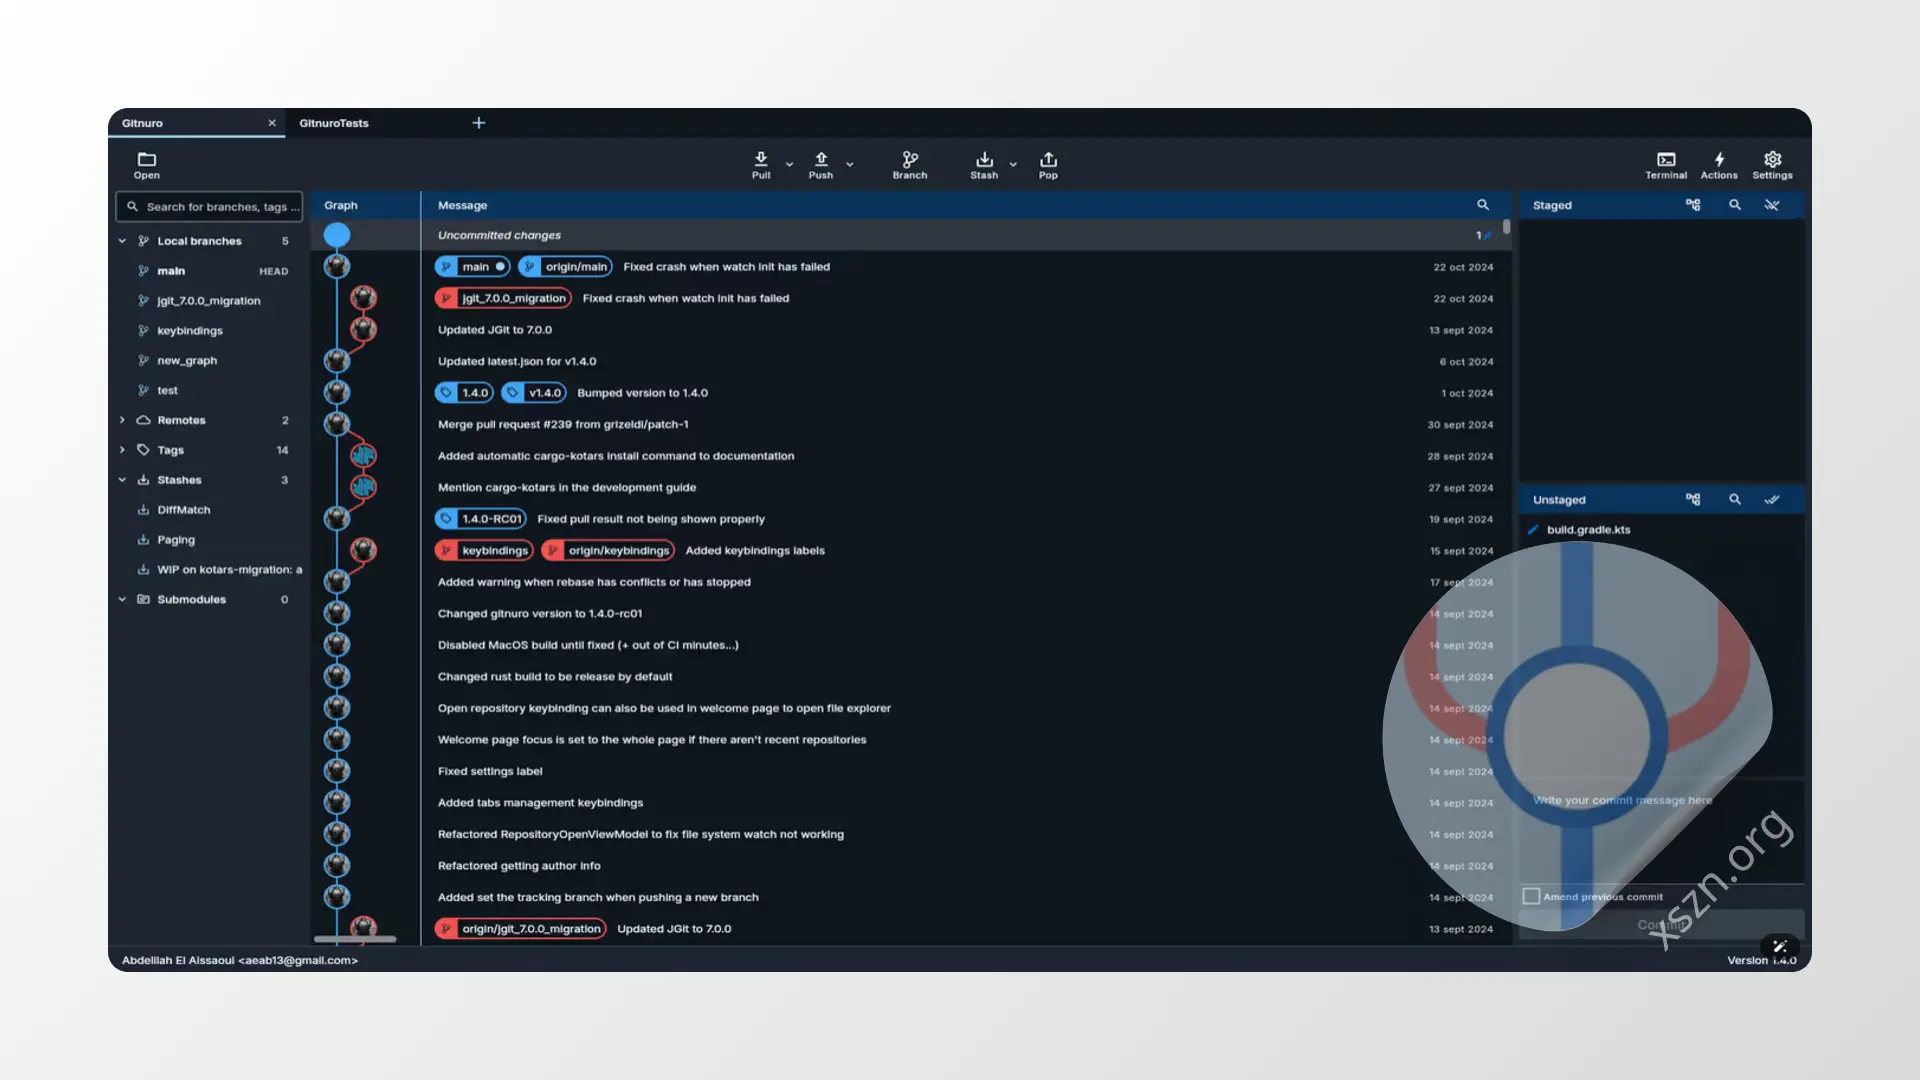 Gitnuro
GitnuroTests
Open
Pull
Push
Branch
Stash
Pop
Terminal
Actions
Settings
Search for branches, tags ...
Local branches 5
main HEAD
jgit_7.0.0_migration
keybindings
new_graph
test
Remotes 2
Tags 14
Stashes 3
DiffMatch
Paging
WIP on kotars-migration: a
Submodules 0
Graph Message
Uncommitted changes 1
main origin/main Fixed crash when watch init has failed 22 oct 2024
jgit_7.0.0_migration Fixed crash when watch init has failed 22 oct 2024
Updated JGit to 7.0.0 13 sept 2024
Updated latest.json for v1.4.0 6 oct 2024
1.4.0 v1.4.0 Bumped version to 1.4.0 1 oct 2024
Merge pull request #239 from grizeldi/patch-1 30 sept 2024
Added automatic cargo-kotars install command to documentation 28 sept 2024
Mention cargo-kotars in the development guide 27 sept 2024
1.4.0-RC01 Fixed pull result not being shown properly 19 sept 2024
keybindings origin/keybindings Added keybindings labels 15 sept 2024
Added warning when rebase has conflicts or has stopped 17 sept 2024
Changed gitnuro version to 1.4.0-rc01 14 sept 2024
Disabled MacOS build until fixed (+ out of CI minutes...) 14 sept 2024
Changed rust build to be release by default 14 sept 2024
Open repository keybinding can also be used in welcome page to open file explorer 14 sept 2024
Welcome page focus is set to the whole page if there aren't recent repositories 14 sept 2024
Fixed settings label 14 sept 2024
Added tabs management keybindings 14 sept 2024
Refactored RepositoryOpenViewModel to fix file system watch not working 14 sept 2024
Refactored getting author info 14 sept 2024
Added set the tracking branch when pushing a new branch 14 sept 2024
origin/jgit_7.0.0_migration Updated JGit to 7.0.0 13 sept 2024
Staged
Unstaged
build.gradle.kts
Write your commit message here
Amend previous commit
Commit
xszn.org
Abdelilah El Aissaoui <aeab13@gmail.com>
Version 1.4.0